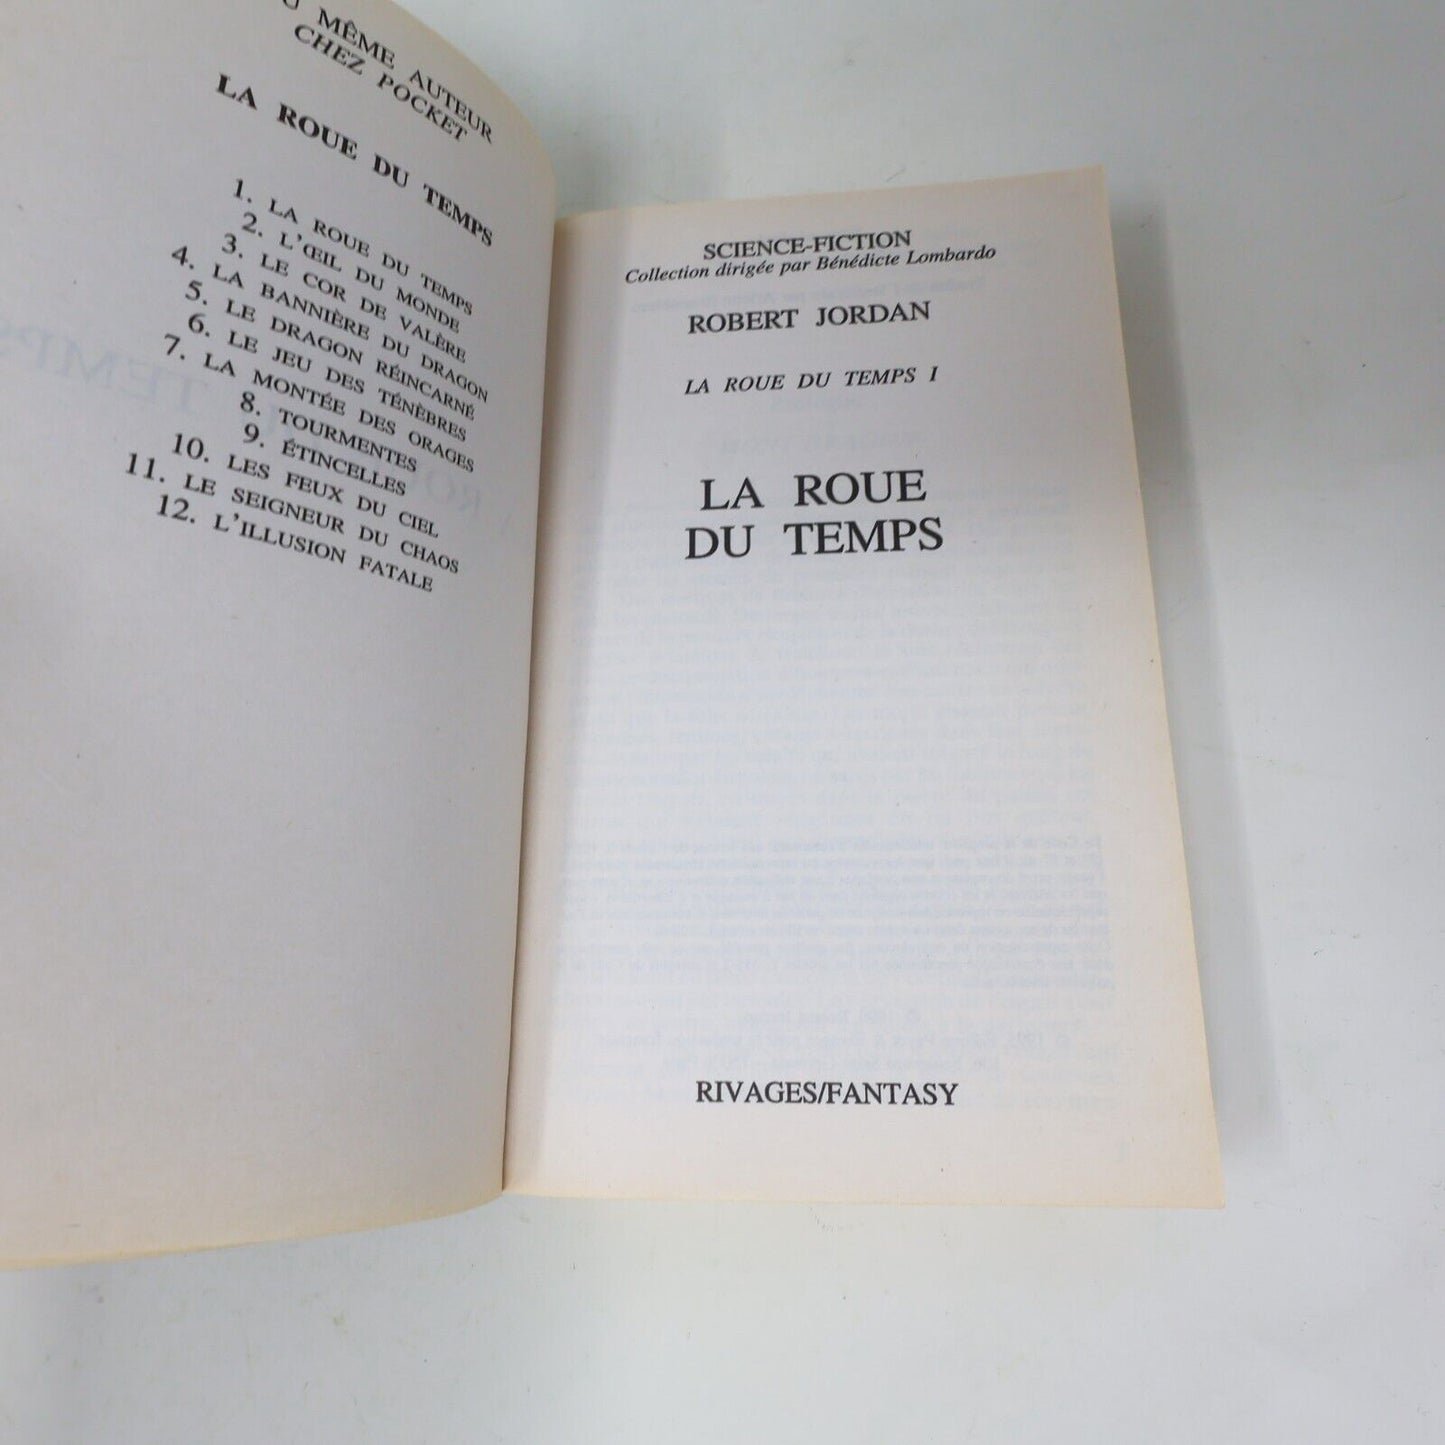 MÊME AUTEUR
CHEZ POCKET
LA ROUE DU TEMPS
1. LA ROUE DU TEMPS
2. L'ŒIL DU MONDE
3. LE COR DE VALÈRE
4. LA BANNIÈRE DU DRAGON
5. LE DRAGON RÉINCARNÉ
6. LE JEU DES TÉNÈBRES
7. LA MONTÉE DES ORAGES
8. TOURMENTES
9. ÉTINCELLES
10. LES FEUX DU CIEL
11. LE SEIGNEUR DU CHAOS
12. L'ILLUSION FATALE
SCIENCE-FICTION
Collection dirigée par Bénédicte Lombardo
ROBERT JORDAN
LA ROUE DU TEMPS I
LA ROUE
DU TEMPS
RIVAGES/FANTASY